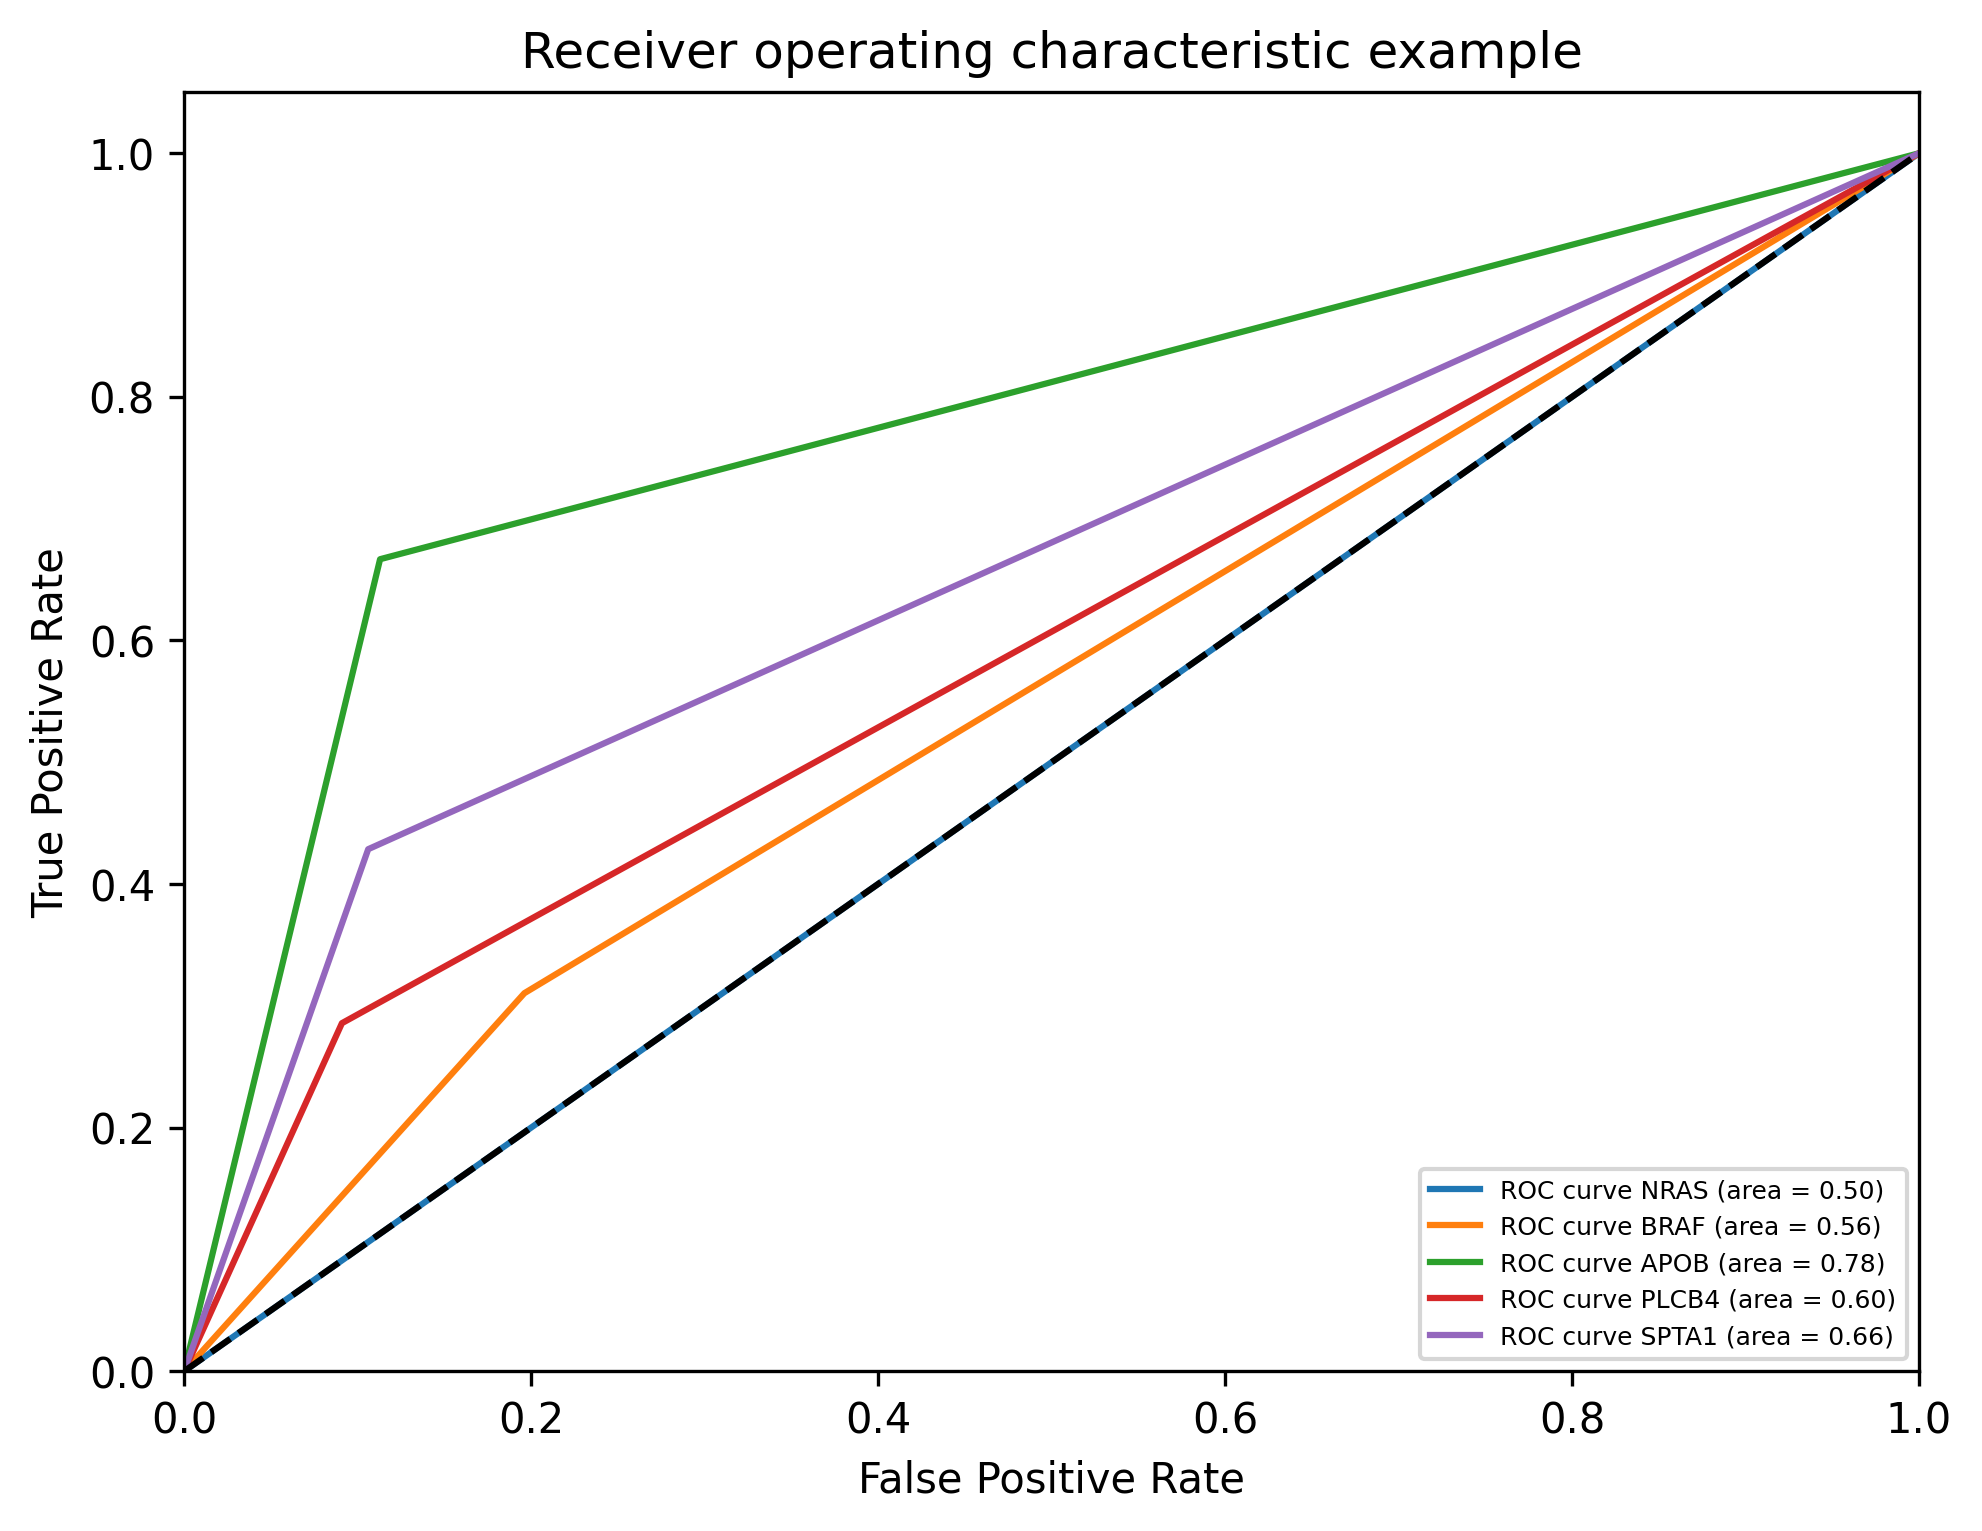 Receiver operating characteristic example
1.0
0.8
0.6
0.4
0.2
0.0
True Positive Rate
ROC curve NRAS (area = 0.50)
ROC curve BRAF (area = 0.56)
ROC curve APOB (area = 0.78)
ROC curve PLCB4 (area = 0.60)
ROC curve SPTA1 (area = 0.66)
0.0 0.2 0.4 0.6 0.8 1.0
False Positive Rate